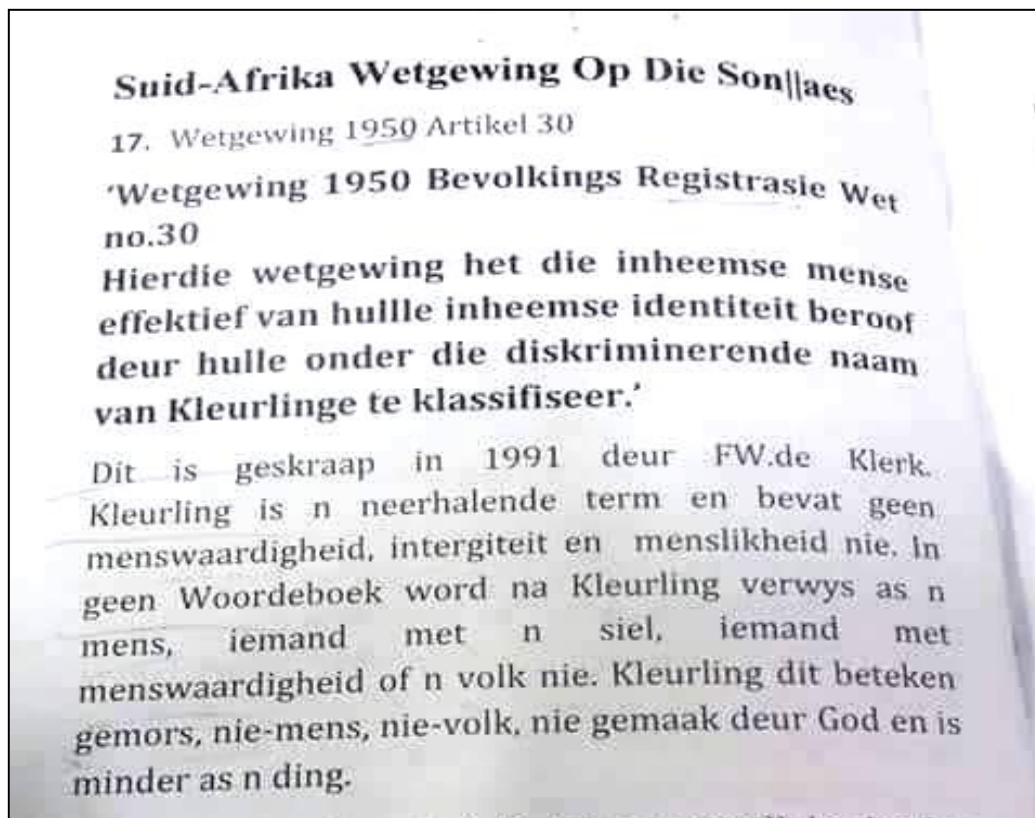 Suid-Afrika Wetgewing Op Die Son||aes
17. Wetgewing 1950 Artikel 30
‘Wetgewing 1950 Bevolkings Registrasie Wet
no.30
Hierdie wetgewing het die inheemse mense
effektief van hullle inheemse identiteit beroof
deur hulle onder die diskriminerende naam
van Kleurlinge te klassifiseer.’
Dit is geskraap in 1991 deur FW.de Klerk.
Kleurling is n neerhalende term en bevat geen
menswaardigheid, intergiteit en menslikheid nie. In
geen Woordeboek word na Kleurling verwys as n
mens, iemand met n siel, iemand met
menswaardigheid of n volk nie. Kleurling dit beteken
gemors, nie-mens, nie-volk, nie gemaak deur God en is
minder as n ding.